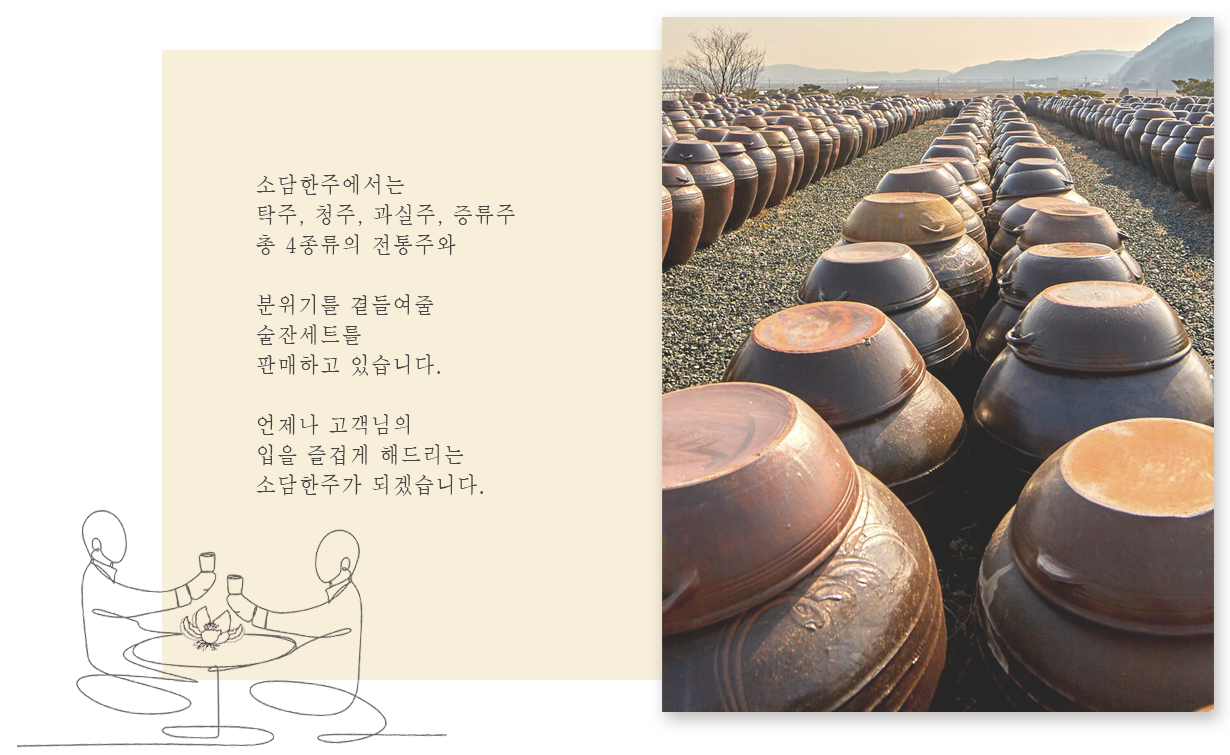 소담한주에서는
탁주, 청주, 과실주, 증류주
총 4종류의 전통주와
분위기를 곁들여줄
술잔세트를
판매하고 있습니다.
언제나 고객님의
입을 즐겁게 해드리는
소담한주가 되겠습니다.